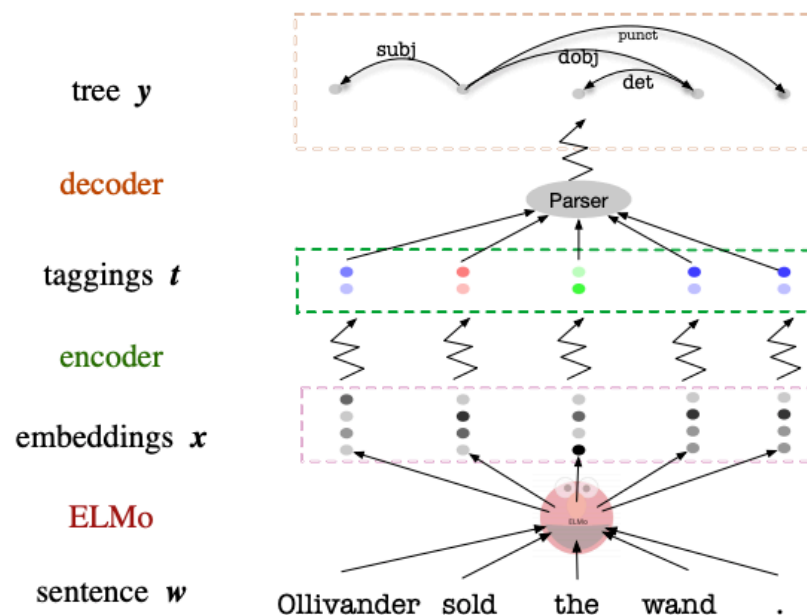 subj
punct
dobj
det
tree y
decoder
Parser
taggings t
encoder
embeddings x
ELMo
ELMo
sentence w
Ollivander sold the wand .